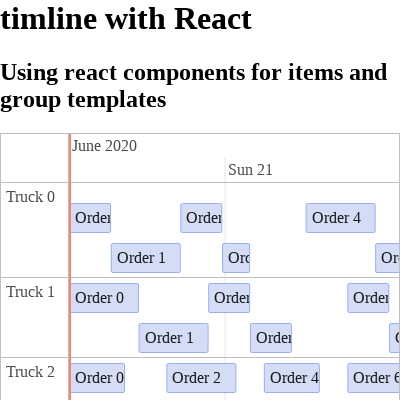 timline with React
Using react components for items and
group templates
June 2020
Sun 21
Truck 0
Order
Order
Order 4
Order 1
Truck 1
Order 0
Order
Order
Order 1
Order
Truck 2
Order 0
Order 2
Order 4
Order 6